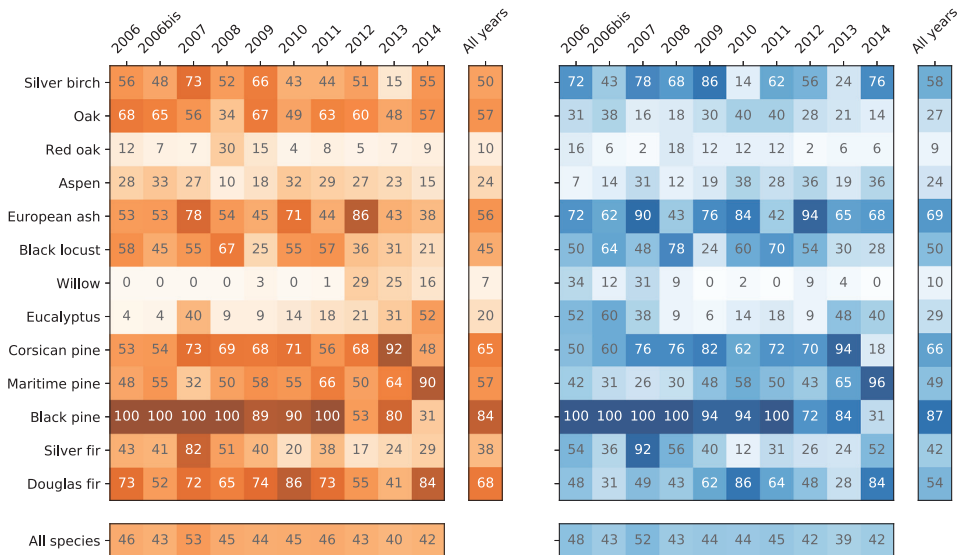 2006 2006bis 2007 2008 2009 2010 2011 2012 2013 2014 All years 2006 2006bis 2007 2008 2009 2010 2011 2012 2013 2014 All years
Silver birch 56 48 73 52 66 43 44 51 15 55 50 72 43 78 68 86 14 62 56 24 76 58
Oak 68 65 56 34 67 49 63 60 48 57 57 31 38 16 18 30 40 40 28 21 14 27
Red oak 12 7 7 30 15 4 8 5 7 9 10 16 6 2 18 12 12 12 2 6 6 9
Aspen 28 33 27 10 18 32 29 27 23 15 24 7 14 31 12 19 38 28 36 19 36 24
European ash 53 53 78 54 45 71 44 86 43 38 56 72 62 90 43 76 84 42 94 65 68 69
Black locust 58 45 55 67 25 55 57 36 31 21 45 50 64 48 78 24 60 70 54 30 28 50
Willow 0 0 0 0 3 0 1 29 25 16 7 34 12 31 9 0 2 0 9 4 0 10
Eucalyptus 4 4 40 9 9 14 18 21 31 52 20 52 60 38 9 6 14 18 9 48 40 29
Corsican pine 53 54 73 69 68 71 56 68 92 48 65 50 60 76 76 82 62 72 70 94 18 66
Maritime pine 48 55 32 50 58 55 66 50 64 90 57 42 31 26 30 48 58 50 43 65 96 49
Black pine 100 100 100 100 89 90 100 53 80 31 84 100 100 100 100 94 94 100 72 84 31 87
Silver fir 43 41 82 51 40 20 38 17 24 29 38 54 36 92 56 40 12 31 26 24 52 42
Douglas fir 73 52 72 65 74 86 73 55 41 84 68 48 31 49 43 62 86 64 48 28 84 54
All species 46 43 53 45 44 45 46 43 40 42 48 43 52 43 44 44 45 42 39 42